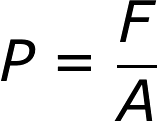 P = F/A